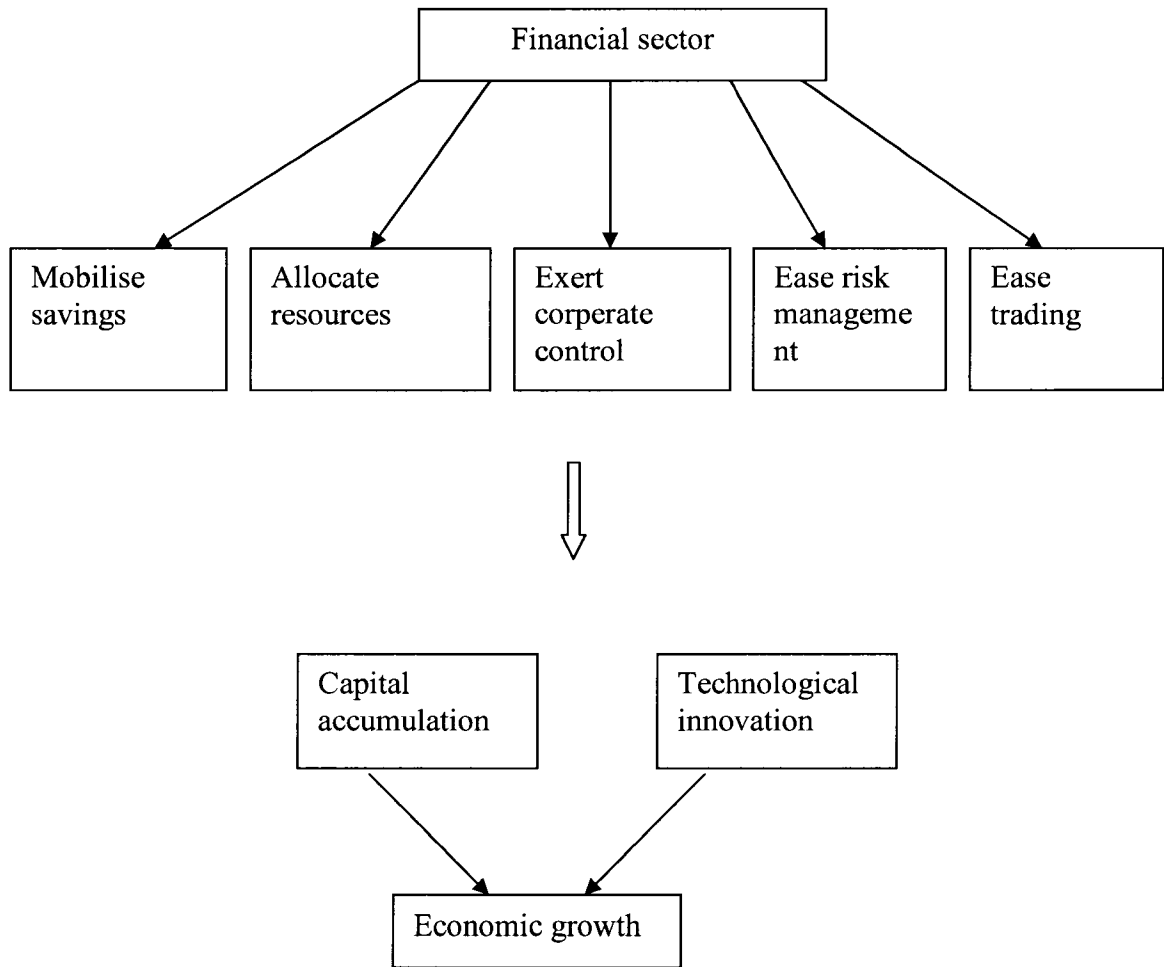 Financial sector
Mobilise
savings
Allocate
resources
Exert
corperate
control
Ease risk
manageme
nt
Ease
trading
Capital
accumulation
Technological
innovation
Economic growth